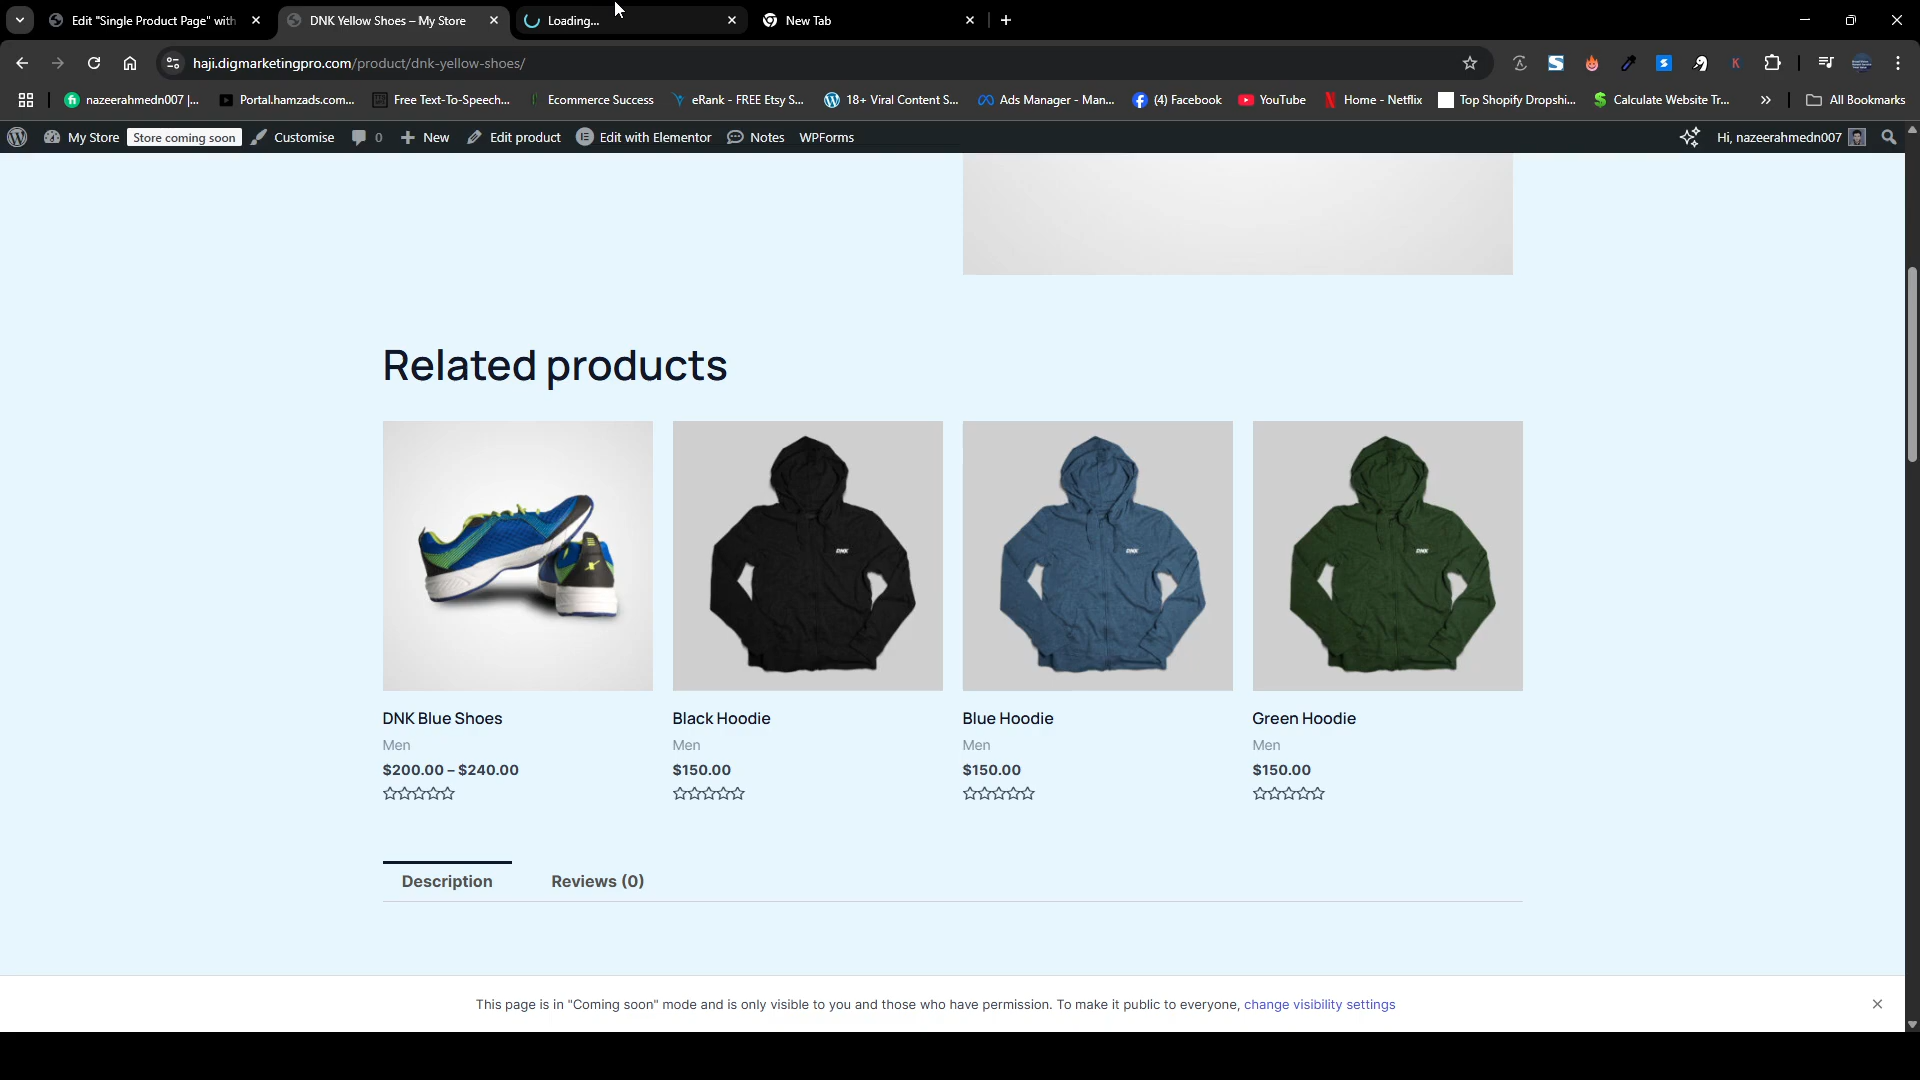 Edit "Single Product Page" with
DNK Yellow Shoes – My Store
Loading...
New Tab
haji.digmarketingpro.com/product/dnk-yellow-shoes/
nazeerahmedn007 |...
Portal.hamzads.com...
Free Text-To-Speech...
Ecommerce Success
eRank - FREE Etsy S...
18+ Viral Content S...
Ads Manager - Man...
(4) Facebook
YouTube
Home - Netflix
Top Shopify Dropshi...
Calculate Website Tr...
All Bookmarks
My Store
Store coming soon
Customise
0
New
Edit product
Edit with Elementor
Notes
WPForms
Hi, nazeerahmedn007
Related products
DNK Blue Shoes
Men
$200.00 – $240.00
Black Hoodie
Men
$150.00
Blue Hoodie
Men
$150.00
Green Hoodie
Men
$150.00
Description
Reviews (0)
This page is in "Coming soon" mode and is only visible to you and those who have permission. To make it public to everyone, change visibility settings